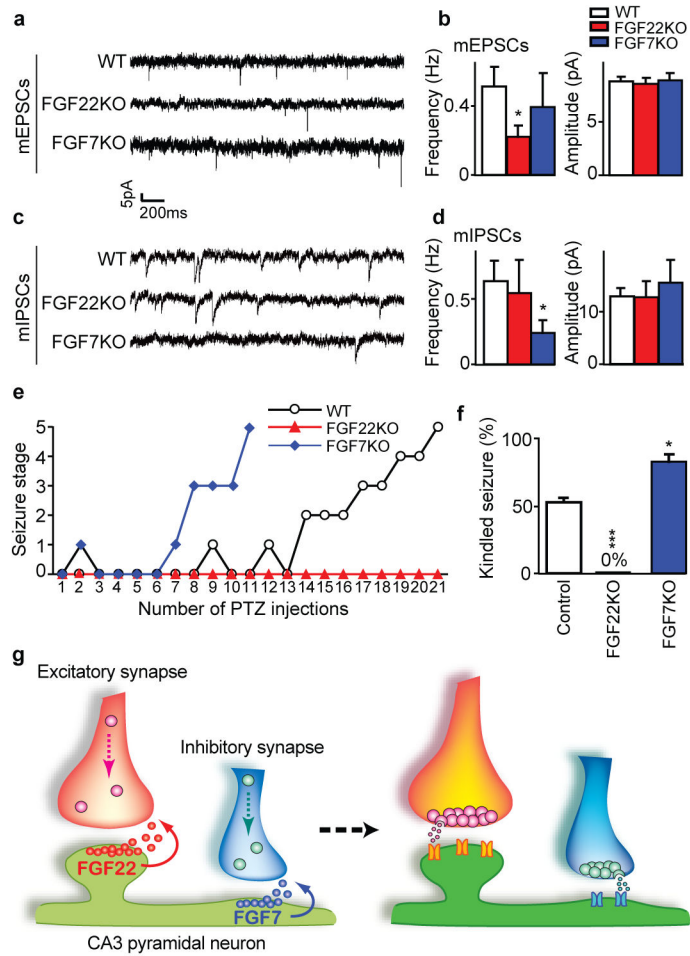 a
mEPSCs
WT
FGF22KO
FGF7KO
5pA
200ms
b
WT
FGF22KO
FGF7KO
mEPSCs
Frequency (Hz)
0.4
0
*
Amplitude (pA)
5
0
c
mIPSCs
WT
FGF22KO
FGF7KO
d
mIPSCs
Frequency (Hz)
0.5
0
*
Amplitude (pA)
10
0
e
WT
FGF22KO
FGF7KO
Seizure stage
5
4
3
2
1
0
1 2 3 4 5 6 7 8 9 10 11 12 13 14 15 16 17 18 19 20 21
Number of PTZ injections
f
Kindled seizure (%)
100
50
0
***
0%
*
Control
FGF22KO
FGF7KO
g
Excitatory synapse
Inhibitory synapse
FGF22
FGF7
CA3 pyramidal neuron